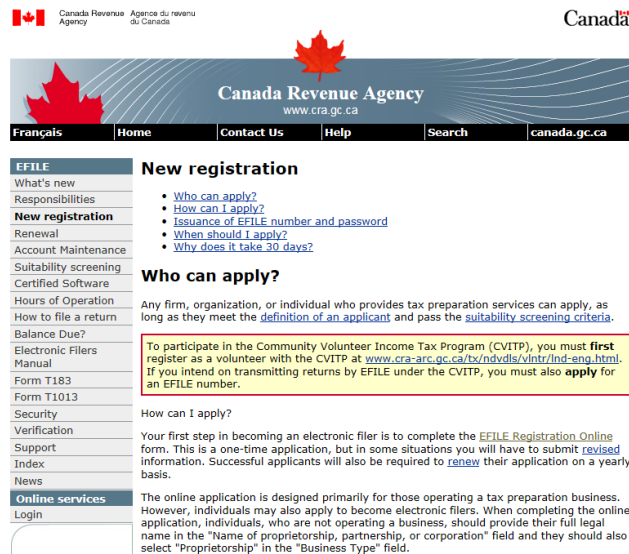 Canada Revenue Agency
Agence du revenu du Canada
Canada
Canada Revenue Agency
www.cra.gc.ca
Français Home Contact Us Help Search canada.gc.ca
EFILE
What's new
Responsibilities
New registration
Renewal
Account Maintenance
Suitability screening
Certified Software
Hours of Operation
How to file a return
Balance Due?
Electronic Filers
Manual
Form T183
Form T1013
Security
Verification
Support
Index
News
Online services
Login
New registration
Who can apply?
How can I apply?
Issuance of EFILE number and password
When should I apply?
Why does it take 30 days?
Who can apply?
Any firm, organization, or individual who provides tax preparation services can apply, as
long as they meet the definition of an applicant and pass the suitability screening criteria.
To participate in the Community Volunteer Income Tax Program (CVITP), you must first
register as a volunteer with the CVITP at www.cra-arc.gc.ca/tx/ndvdls/vlntr/lnd-eng.html.
If you intend on transmitting returns by EFILE under the CVITP, you must also apply for
an EFILE number.
How can I apply?
Your first step in becoming an electronic filer is to complete the EFILE Registration Online
form. This is a one-time application, but in some situations you will have to submit revised
information. Successful applicants will also be required to renew their application on a yearly
basis.
The online application is designed primarily for those operating a tax preparation business.
However, individuals may also apply to become electronic filers. When completing the online
application, individuals, who are not operating a business, should provide their full legal
name in the "Name of proprietorship, partnership, or corporation" field and they should also
select "Proprietorship" in the "Business Type" field.